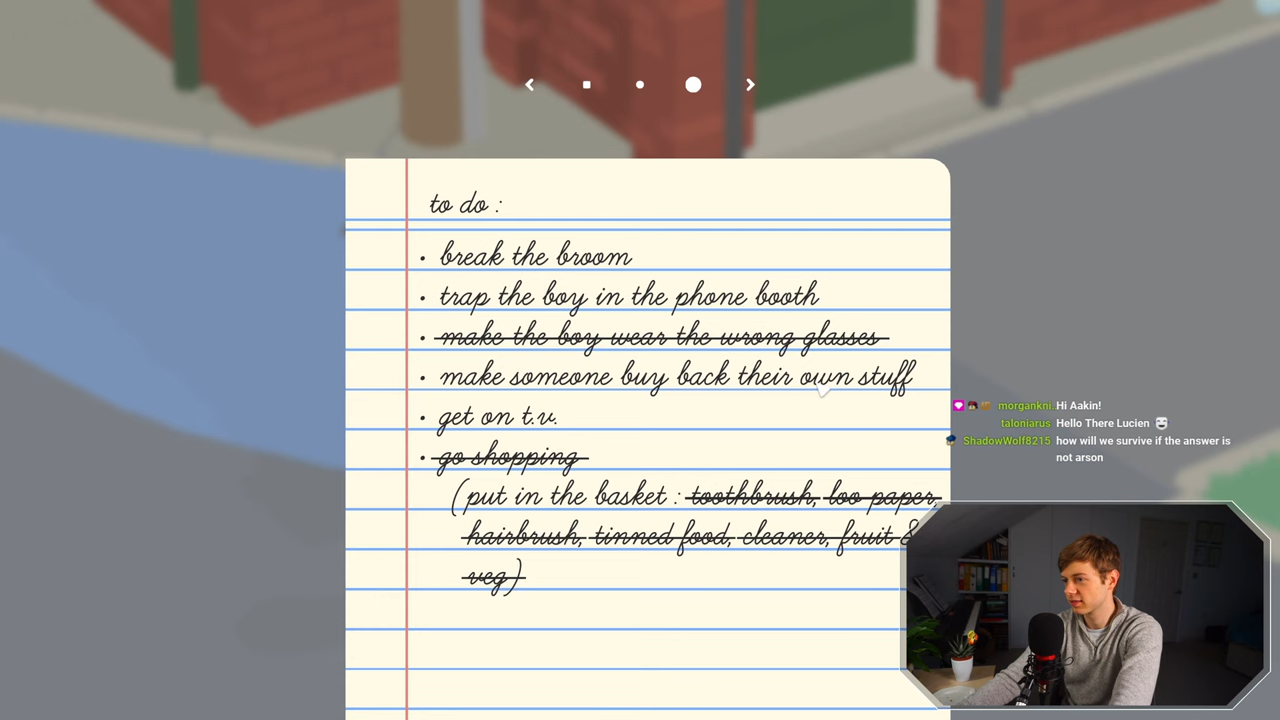 to do :
• break the broom
• trap the boy in the phone booth
• make the boy wear the wrong glasses
• make someone buy back their own stuff
• get on t.v.
• go shopping
(put in the basket : toothbrush, loo paper,
hairbrush, tinned food, cleaner, fruit &
veg)
morgankni: Hi Aakin!
taloniarus Hello There Lucien
ShadowWolf8215 how will we survive if the answer is
not arson